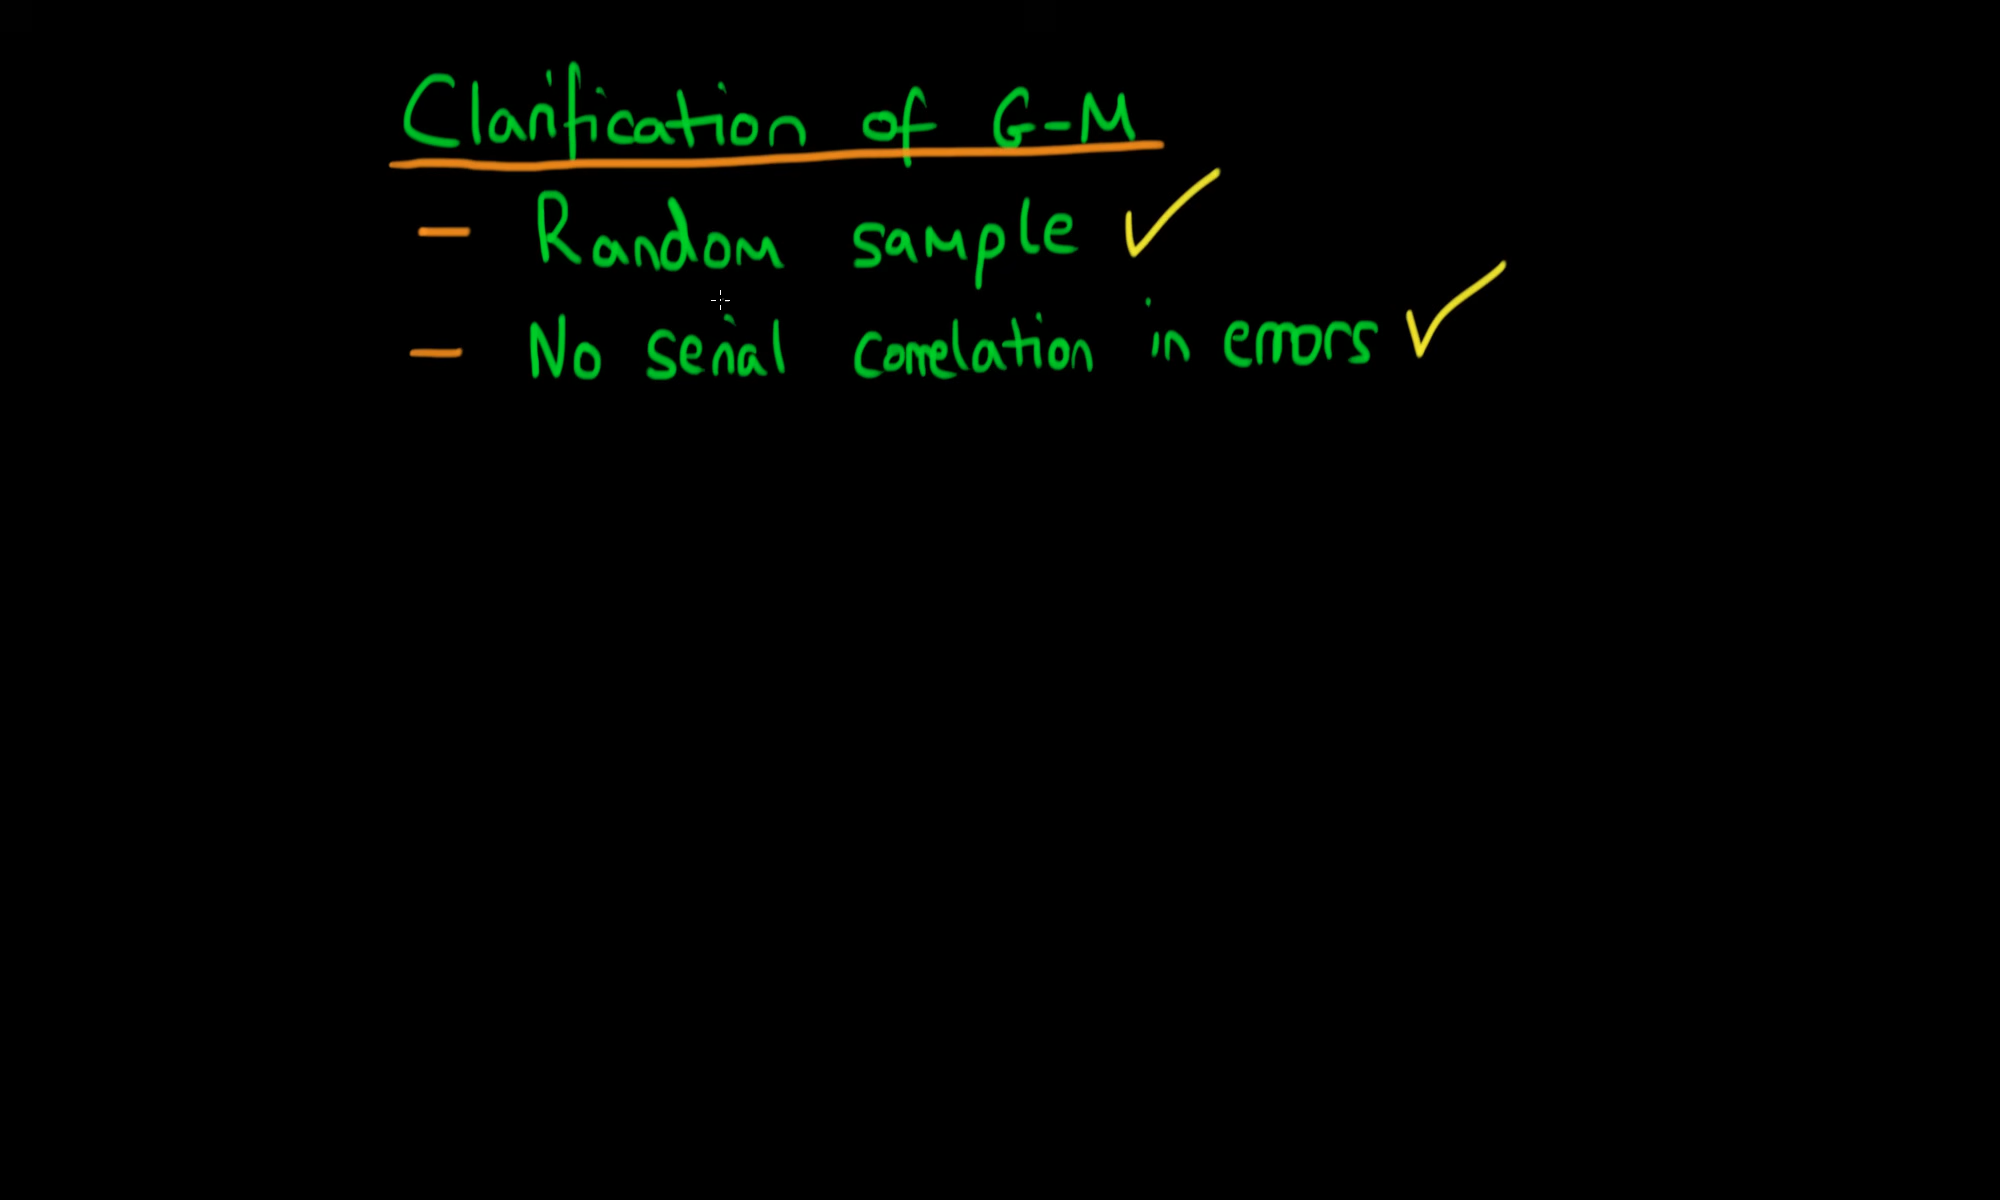 Clarification of G-M
- Random sample ✓
- No serial correlation in errors ✓